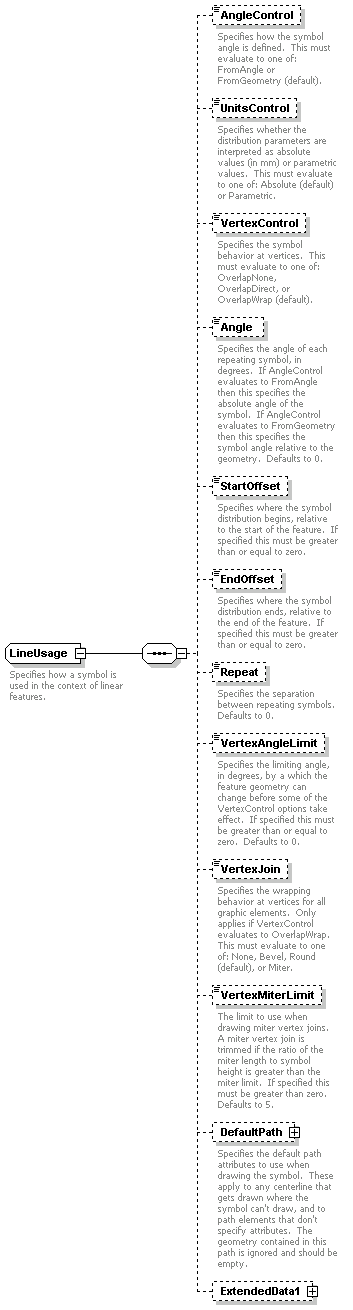 AngleControl
Specifies how the symbol
angle is defined.  This must
evaluate to one of:
FromAngle or
FromGeometry (default).
UnitsControl
Specifies whether the
distribution parameters are
interpreted as absolute
values (in mm) or parametric
values.  This must evaluate
to one of: Absolute (default)
or Parametric.
VertexControl
Specifies the symbol
behavior at vertices.  This
must evaluate to one of:
OverlapNone,
OverlapDirect, or
OverlapWrap (default).
Angle
Specifies the angle of each
repeating symbol, in
degrees.  If AngleControl
evaluates to FromAngle
then this specifies the
absolute angle of the
symbol.  If AngleControl
evaluates to FromGeometry
then this specifies the
symbol angle relative to the
geometry.  Defaults to 0.
StartOffset
Specifies where the symbol
distribution begins, relative
to the start of the feature.  If
specified this must be greater
than or equal to zero.
EndOffset
Specifies where the symbol
distribution ends, relative to
the end of the feature.  If
specified this must be greater
than or equal to zero.
LineUsage
Specifies how a symbol is
used in the context of linear
features.
Repeat
Specifies the separation
between repeating symbols.
Defaults to 0.
VertexAngleLimit
Specifies the limiting angle,
in degrees, by a which the
feature geometry can
change before some of the
VertexControl options take
effect.  If specified this must
be greater than or equal to
zero.  Defaults to 0.
VertexJoin
Specifies the wrapping
behavior at vertices for all
graphic elements.  Only
applies if VertexControl
evaluates to OverlapWrap.
This must evaluate to one
of: None, Bevel, Round
(default), or Miter.
VertexMiterLimit
The limit to use when
drawing miter vertex joins.
A miter vertex join is
trimmed if the ratio of the
miter length to symbol
height is greater than the
miter limit.  If specified this
must be greater than zero.
Defaults to 5.
DefaultPath
Specifies the default path
attributes to use when
drawing the symbol.  These
apply to any centerline that
gets drawn where the
symbol can't draw, and to
path elements that don't
specify attributes.  The
geometry contained in this
path is ignored and should be
empty.
ExtendedData1